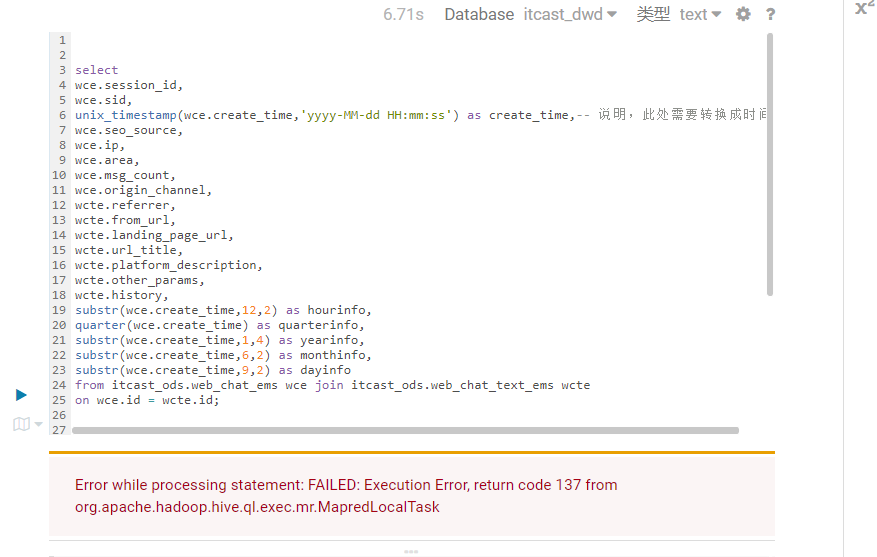 6.71s Database itcast_dwd 类型 text ?
x²
1
2
3 select
4 wce.session_id,
5 wce.sid,
6 unix_timestamp(wce.create_time,'yyyy-MM-dd HH:mm:ss') as create_time,-- 说明，此处需要转换成时间
7 wce.seo_source,
8 wce.ip,
9 wce.area,
10 wce.msg_count,
11 wce.origin_channel,
12 wcte.referrer,
13 wcte.from_url,
14 wcte.landing_page_url,
15 wcte.url_title,
16 wcte.platform_description,
17 wcte.other_params,
18 wcte.history,
19 substr(wce.create_time,12,2) as hourinfo,
20 quarter(wce.create_time) as quarterinfo,
21 substr(wce.create_time,1,4) as yearinfo,
22 substr(wce.create_time,6,2) as monthinfo,
23 substr(wce.create_time,9,2) as dayinfo
24 from itcast_ods.web_chat_ems wce join itcast_ods.web_chat_text_ems wcte
25 on wce.id = wcte.id;
26
27
Error while processing statement: FAILED: Execution Error, return code 137 from
org.apache.hadoop.hive.ql.exec.mr.MapredLocalTask